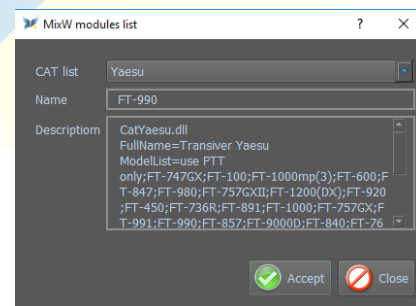 MixW modules list ? ×
CAT list Yaesu
Name FT-990
Descriptiom CatYaesu.dll
FullName=Transiver Yaesu
ModelList=use PTT
only;FT-747GX;FT-100;FT-1000mp(3);FT-600;F
T-847;FT-980;FT-757GXII;FT-1200(DX);FT-920
;FT-450;FT-736R;FT-891;FT-1000;FT-757GX;F
T-991;FT-990;FT-857;FT-9000D;FT-840;FT-76
Accept Close